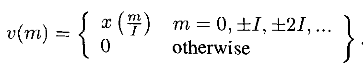 v(m) = { x (m/I) m = 0, ±I, ±2I, ...
0 otherwise } .